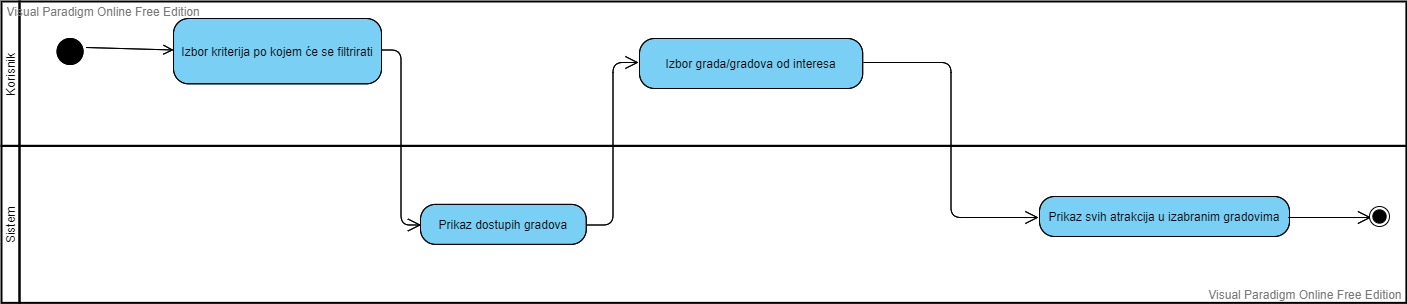 Visual Paradigm Online Free Edition
Korisnik
Izbor kriterija po kojem će se filtrirati
Izbor grada/gradova od interesa
Sistem
Prikaz dostupih gradova
Prikaz svih atrakcija u izabranim gradovima
Visual Paradigm Online Free Edition